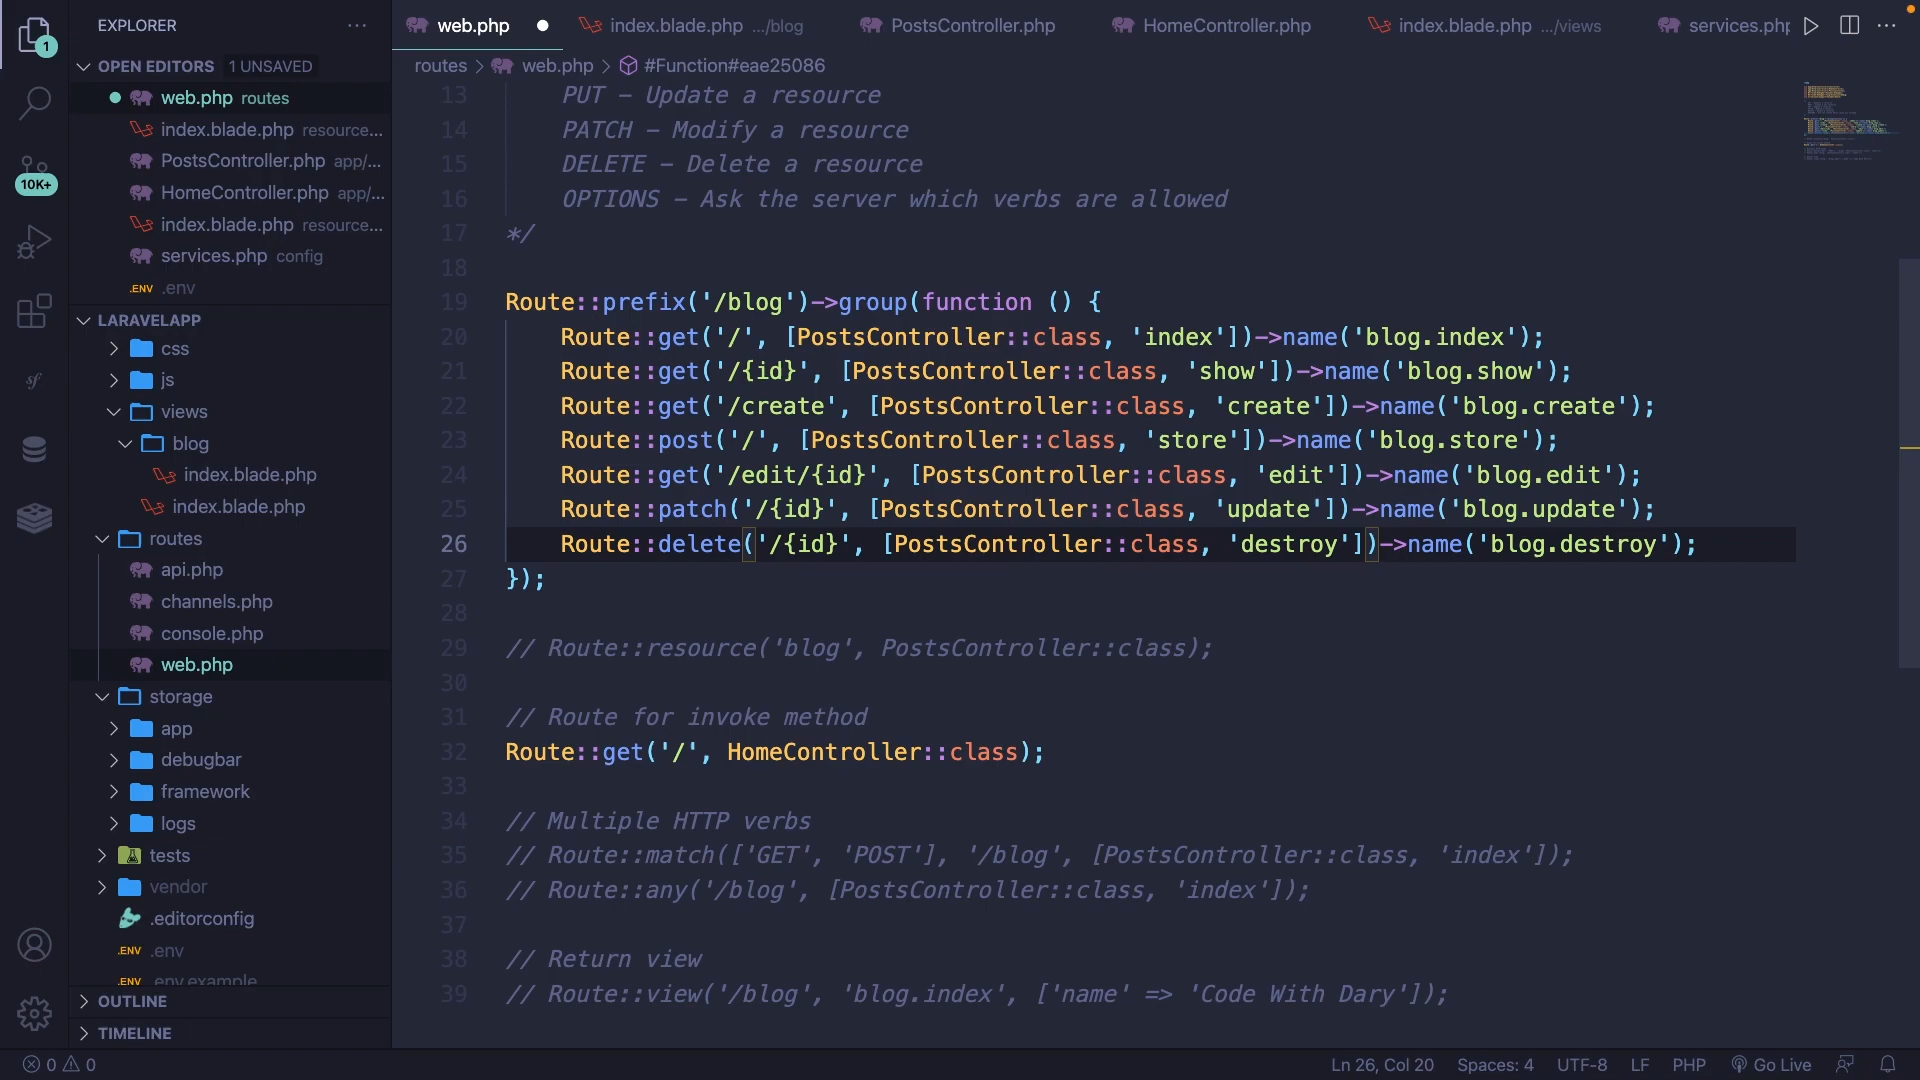 EXPLORER
1
OPEN EDITORS 1 UNSAVED
web.php routes
index.blade.php resource...
PostsController.php app/...
HomeController.php app/...
index.blade.php resource...
services.php config
.ENV .env
10K+
LARAVELAPP
css
js
views
blog
index.blade.php
index.blade.php
routes
api.php
channels.php
console.php
web.php
storage
app
debugbar
framework
logs
tests
vendor
.editorconfig
.ENV .env
.ENV .env.example
OUTLINE
TIMELINE
web.php
index.blade.php .../blog
PostsController.php
HomeController.php
index.blade.php .../views
services.php
routes > web.php > #Function#eae25086
13 PUT – Update a resource
14 PATCH – Modify a resource
15 DELETE – Delete a resource
16 OPTIONS – Ask the server which verbs are allowed
17 */
18
19 Route::prefix('/blog')->group(function () {
20 Route::get('/', [PostsController::class, 'index'])->name('blog.index');
21 Route::get('/{id}', [PostsController::class, 'show'])->name('blog.show');
22 Route::get('/create', [PostsController::class, 'create'])->name('blog.create');
23 Route::post('/', [PostsController::class, 'store'])->name('blog.store');
24 Route::get('/edit/{id}', [PostsController::class, 'edit'])->name('blog.edit');
25 Route::patch('/{id}', [PostsController::class, 'update'])->name('blog.update');
26 Route::delete('/{id}', [PostsController::class, 'destroy'])->name('blog.destroy');
27 });
28
29 // Route::resource('blog', PostsController::class);
30
31 // Route for invoke method
32 Route::get('/', HomeController::class);
33
34 // Multiple HTTP verbs
35 // Route::match(['GET', 'POST'], '/blog', [PostsController::class, 'index']);
36 // Route::any('/blog', [PostsController::class, 'index']);
37
38 // Return view
39 // Route::view('/blog', 'blog.index', ['name' => 'Code With Dary']);
0 0
Ln 26, Col 20 Spaces: 4 UTF-8 LF PHP Go Live